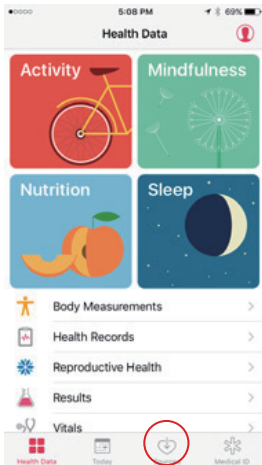 5:08 PM
69%
Health Data
Activity
Mindfulness
Nutrition
Sleep
Body Measurements
Health Records
Reproductive Health
Results
Vitals
Health Data
Today
Sources
Medical ID